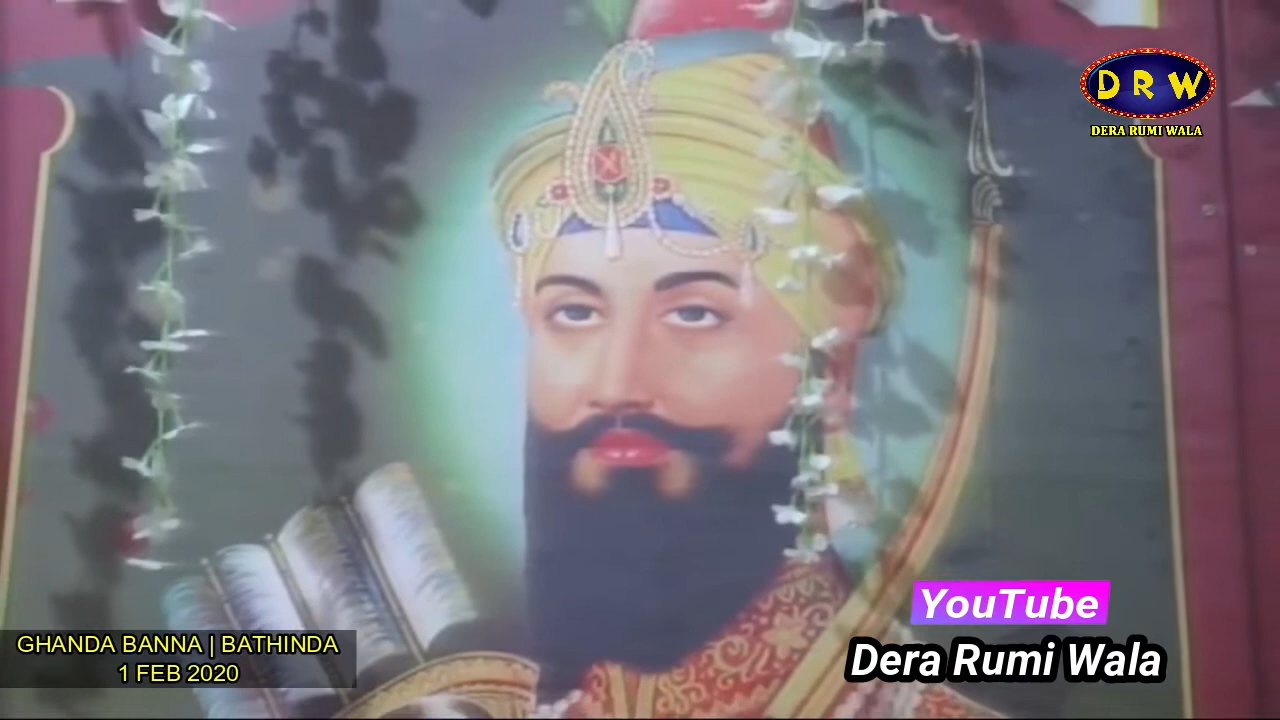 D R W
DERA RUMI WALA
YouTube
Dera Rumi Wala
GHANDA BANNA | BATHINDA
1 FEB 2020